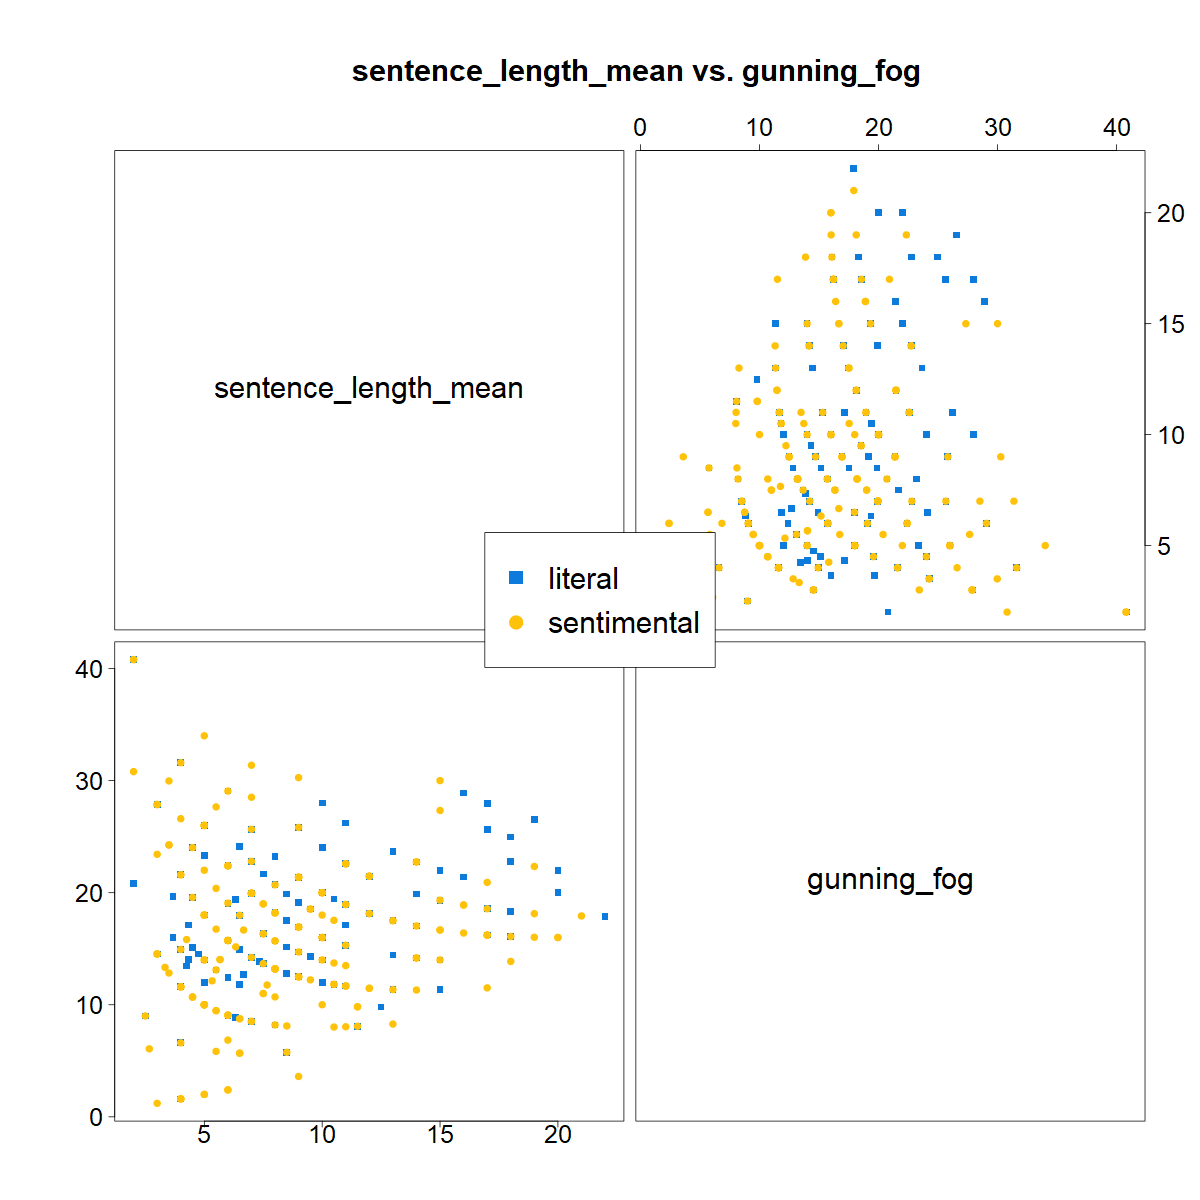 sentence_length_mean vs. gunning_fog
0 10 20 30 40
sentence_length_mean
20
15
10
5
literal
sentimental
40
30
20
10
0
gunning_fog
5 10 15 20